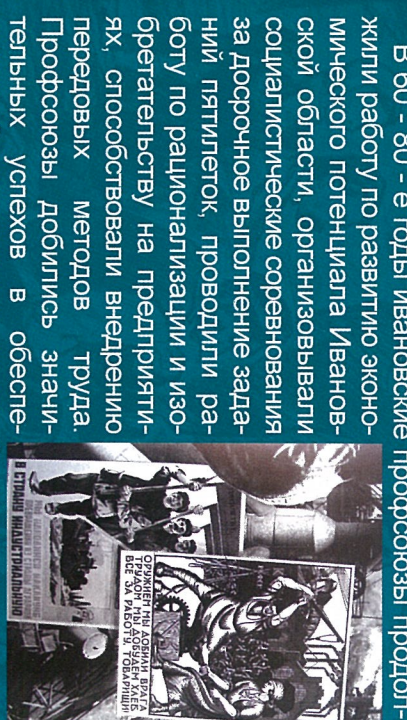 В 60 - 80 - е годы ивановские профсоюзы продол-
жили работу по развитию эконо-
мического потенциала Иванов-
ской области, организовывали
социалистические соревнования
за досрочное выполнение зада-
ний пятилеток, проводили ра-
боту по рационализации и изо-
бретательству на предприяти-
ях, способствовали внедрению
передовых методов труда
Профсоюзы добились значи-
тельных успехов в обеспе-
ОРУЖИЕМ МЫ ДОБИЛИ ВРАГА
ТРУДОМ МЫ ДОБУДЕМ ХЛЕБ
ВСЕ ЗА РАБОТУ, ТОВАРИЩИ!
В СТРАНУ ИНДУСТРИАЛЬНУЮ